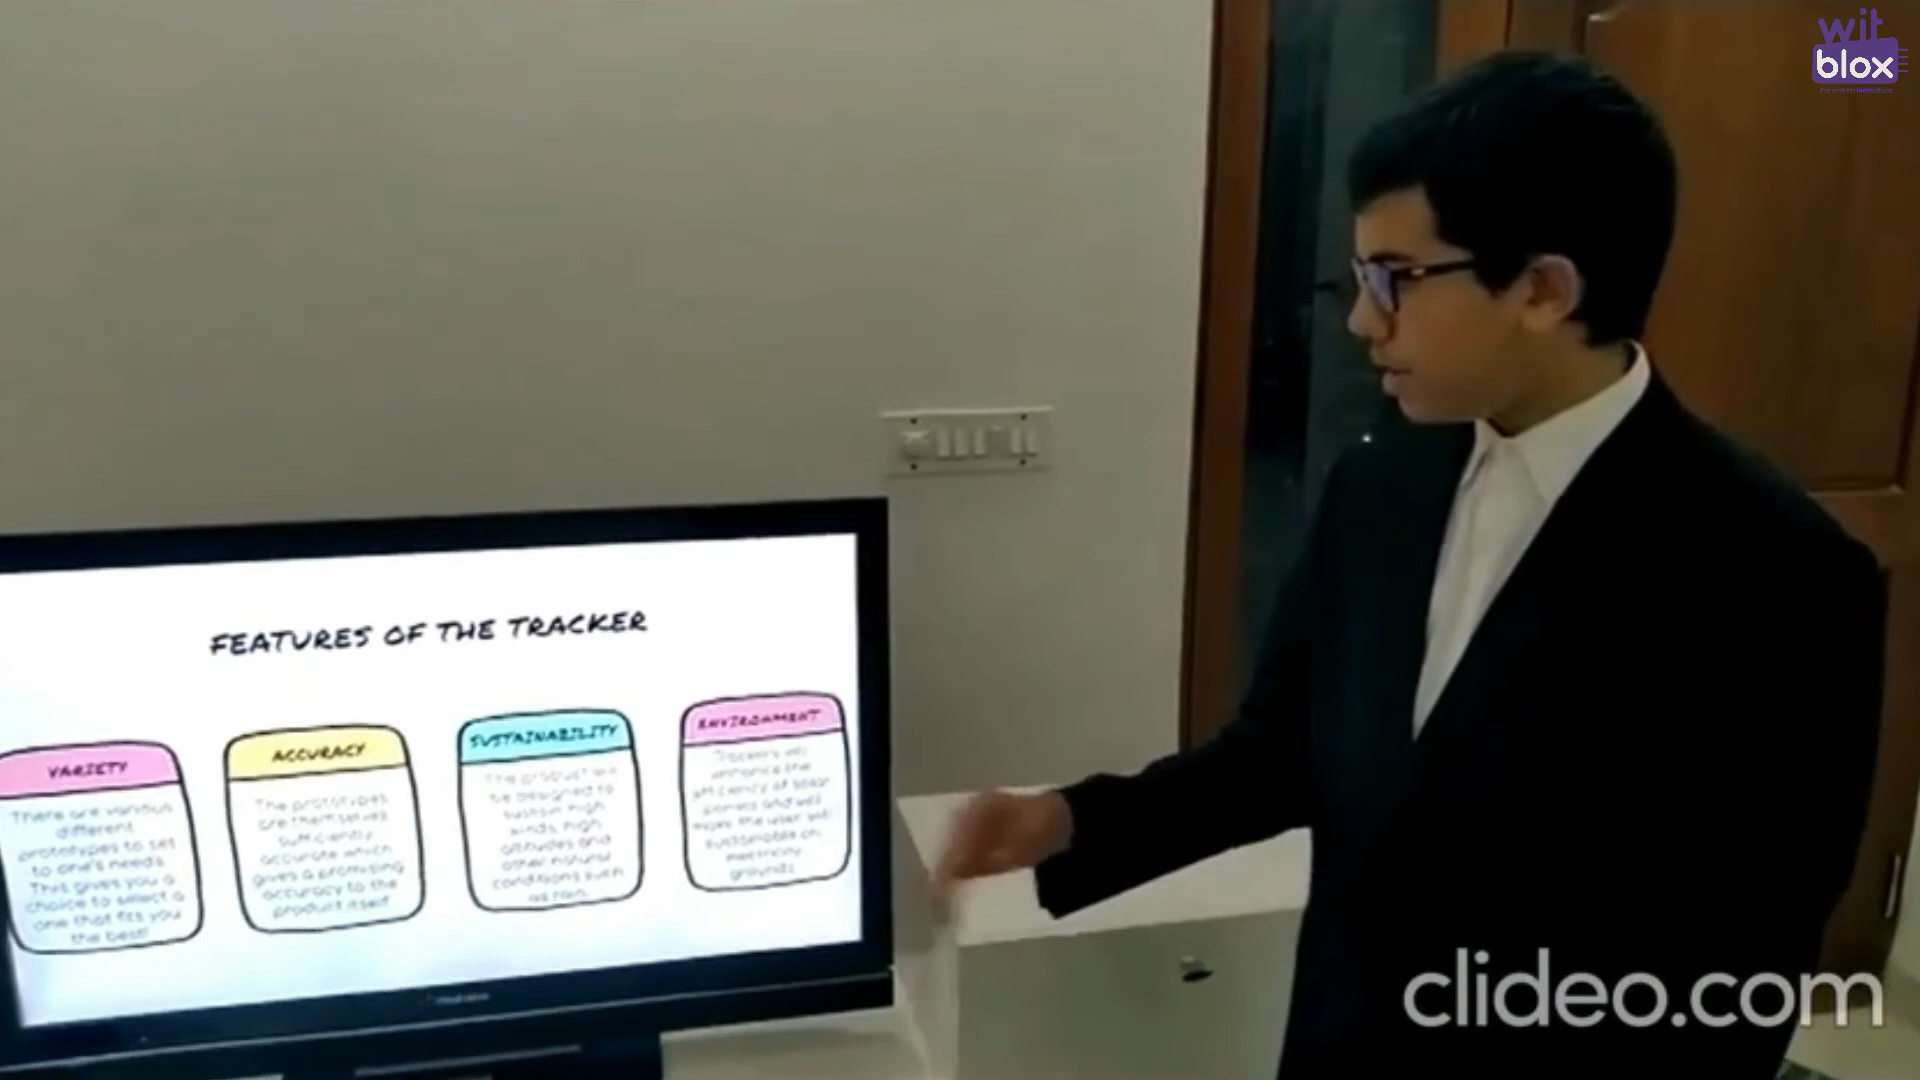 wit
blox
FEATURES OF THE TRACKER
VARIETY
There are various
different
prototypes to set
to one's needs
This gives you a
choice to select a
one that fits you
the best!
ACCURACY
The prototypes
are themselves
sufficiently
accurate which
gives a promising
accuracy to the
product itself
SUSTAINABILITY
The product will
be designed to
sustain high
winds, high
altitudes and
other natural
conditions such
as rain.
ENVIRONMENT
Trackers will
enhance the
efficiency of solar
and will
make the user
sustainable on
electricity
grounds.
clideo.com